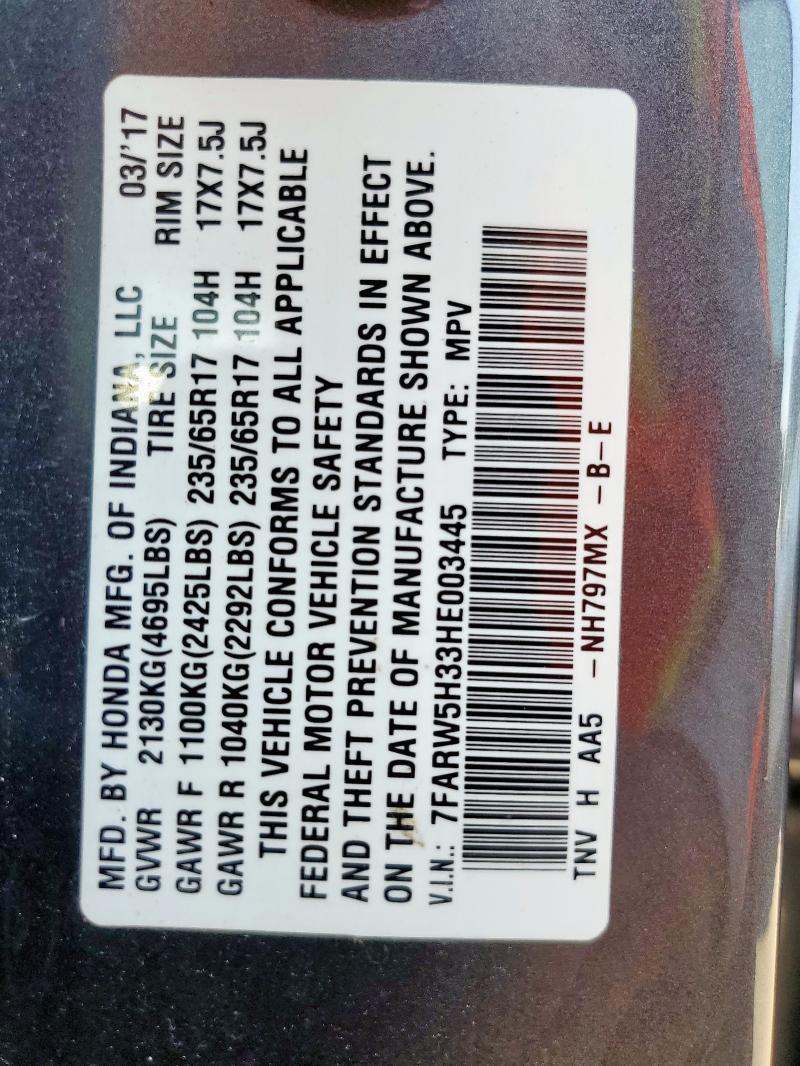 MFD. BY HONDA MFG. OF INDIANA, LLC 03/'17
GVWR 2130KG(4695LBS) TIRE SIZE RIM SIZE
GAWR F 1100KG(2425LBS) 235/65R17 104H 17X7.5J
GAWR R 1040KG(2292LBS) 235/65R17 104H 17X7.5J
THIS VEHICLE CONFORMS TO ALL APPLICABLE
FEDERAL MOTOR VEHICLE SAFETY
AND THEFT PREVENTION STANDARDS IN EFFECT
ON THE DATE OF MANUFACTURE SHOWN ABOVE.
V.I.N.: 7FARW5H33HE003445 TYPE: MPV
TNV H AA5 -NH797MX -B-E